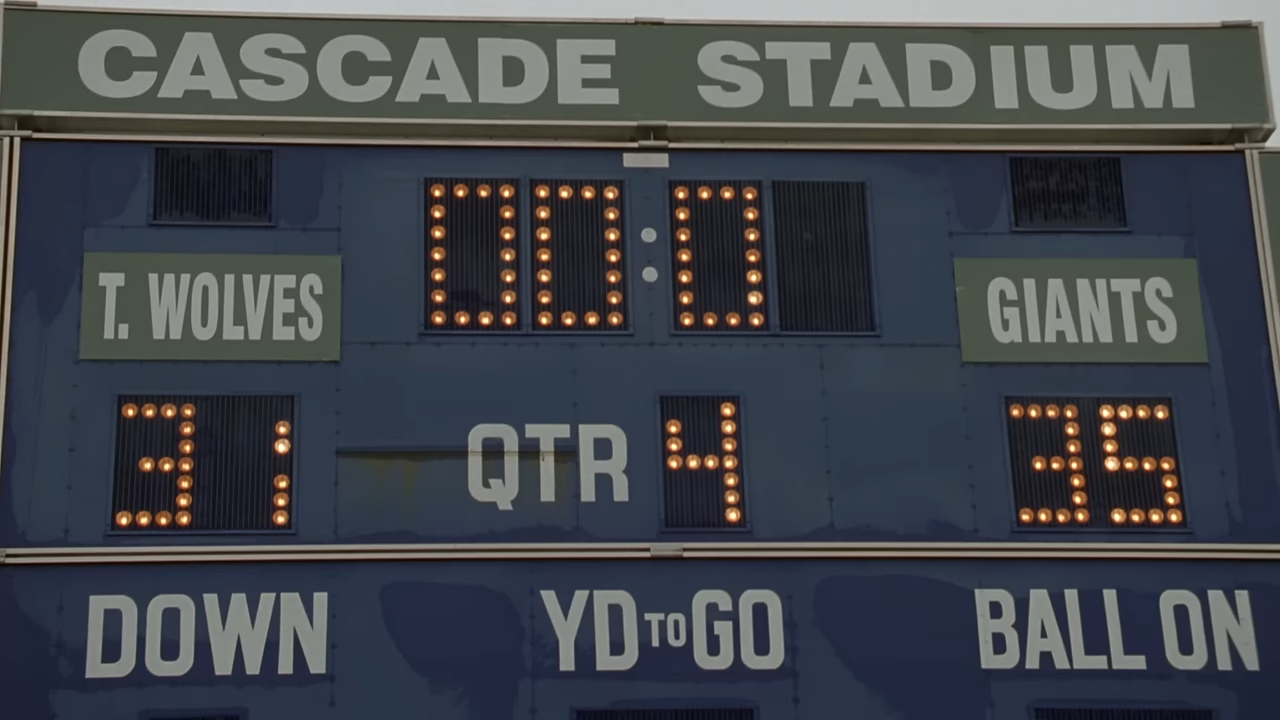 CASCADE STADIUM
00:0
T. WOLVES
GIANTS
31
QTR 4
35
DOWN
YD TO GO
BALL ON